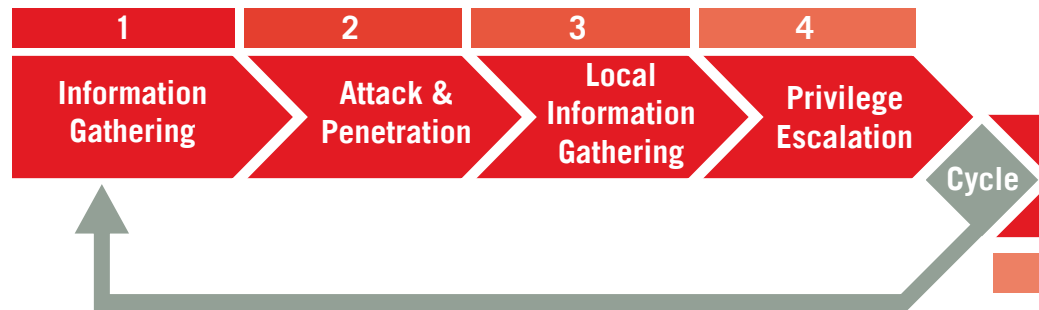 1
2
3
4
Information
Gathering
Attack &
Penetration
Local
Information
Gathering
Privilege
Escalation
Cycle